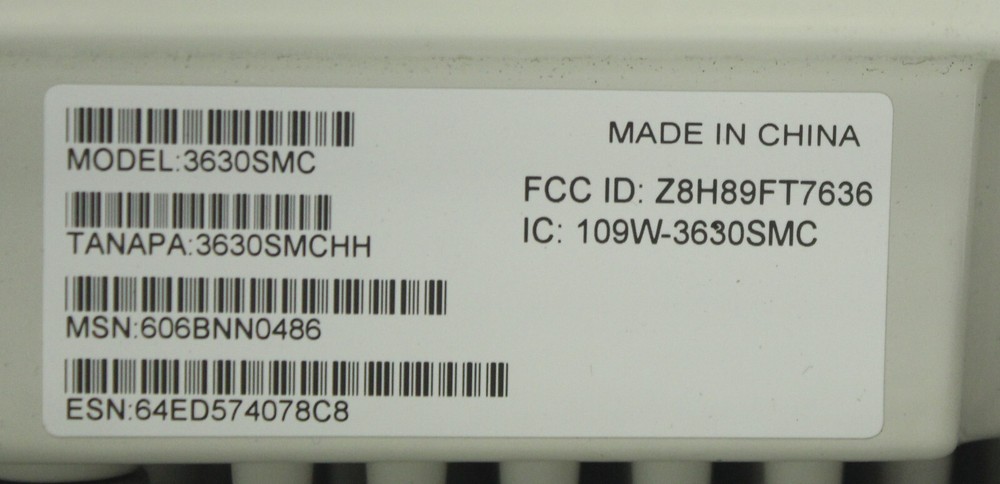 MODEL:3630SMC
TANAPA:3630SMCHH
MSN:606BNN0486
ESN:64ED574078C8
MADE IN CHINA
FCC ID: Z8H89FT7636
IC: 109W-3630SMC